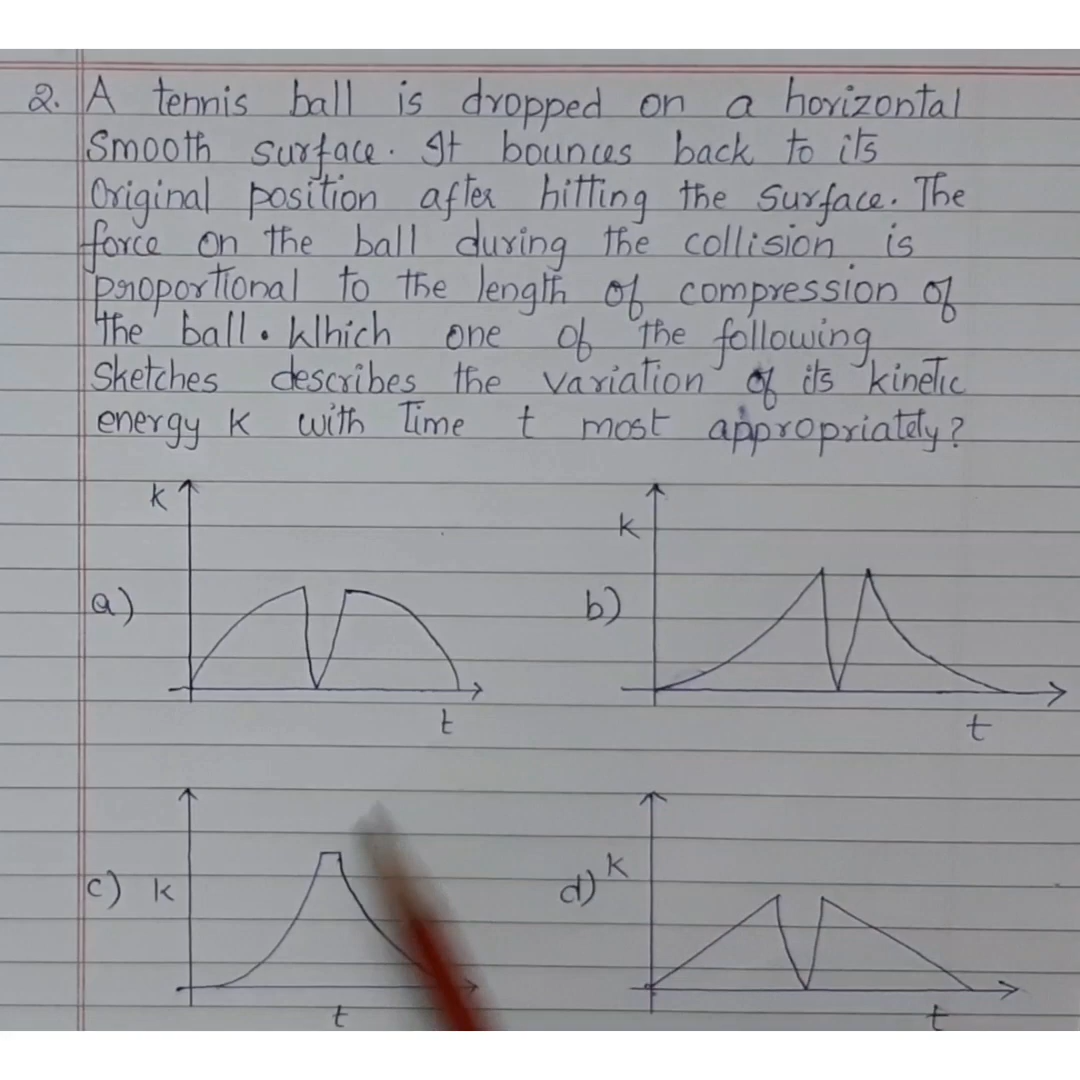 2. A tennis ball is dropped on a horizontal
Smooth surface. It bounces back to its
Original position after hitting the surface. The
force on the ball during the collision is
proportional to the length of compression of
the ball. Which one of the following
Sketches describes the variation of its kinetic
energy K with Time t most appropriately?
K
K
a)
b)
t
t
c) K
d) K
t
t